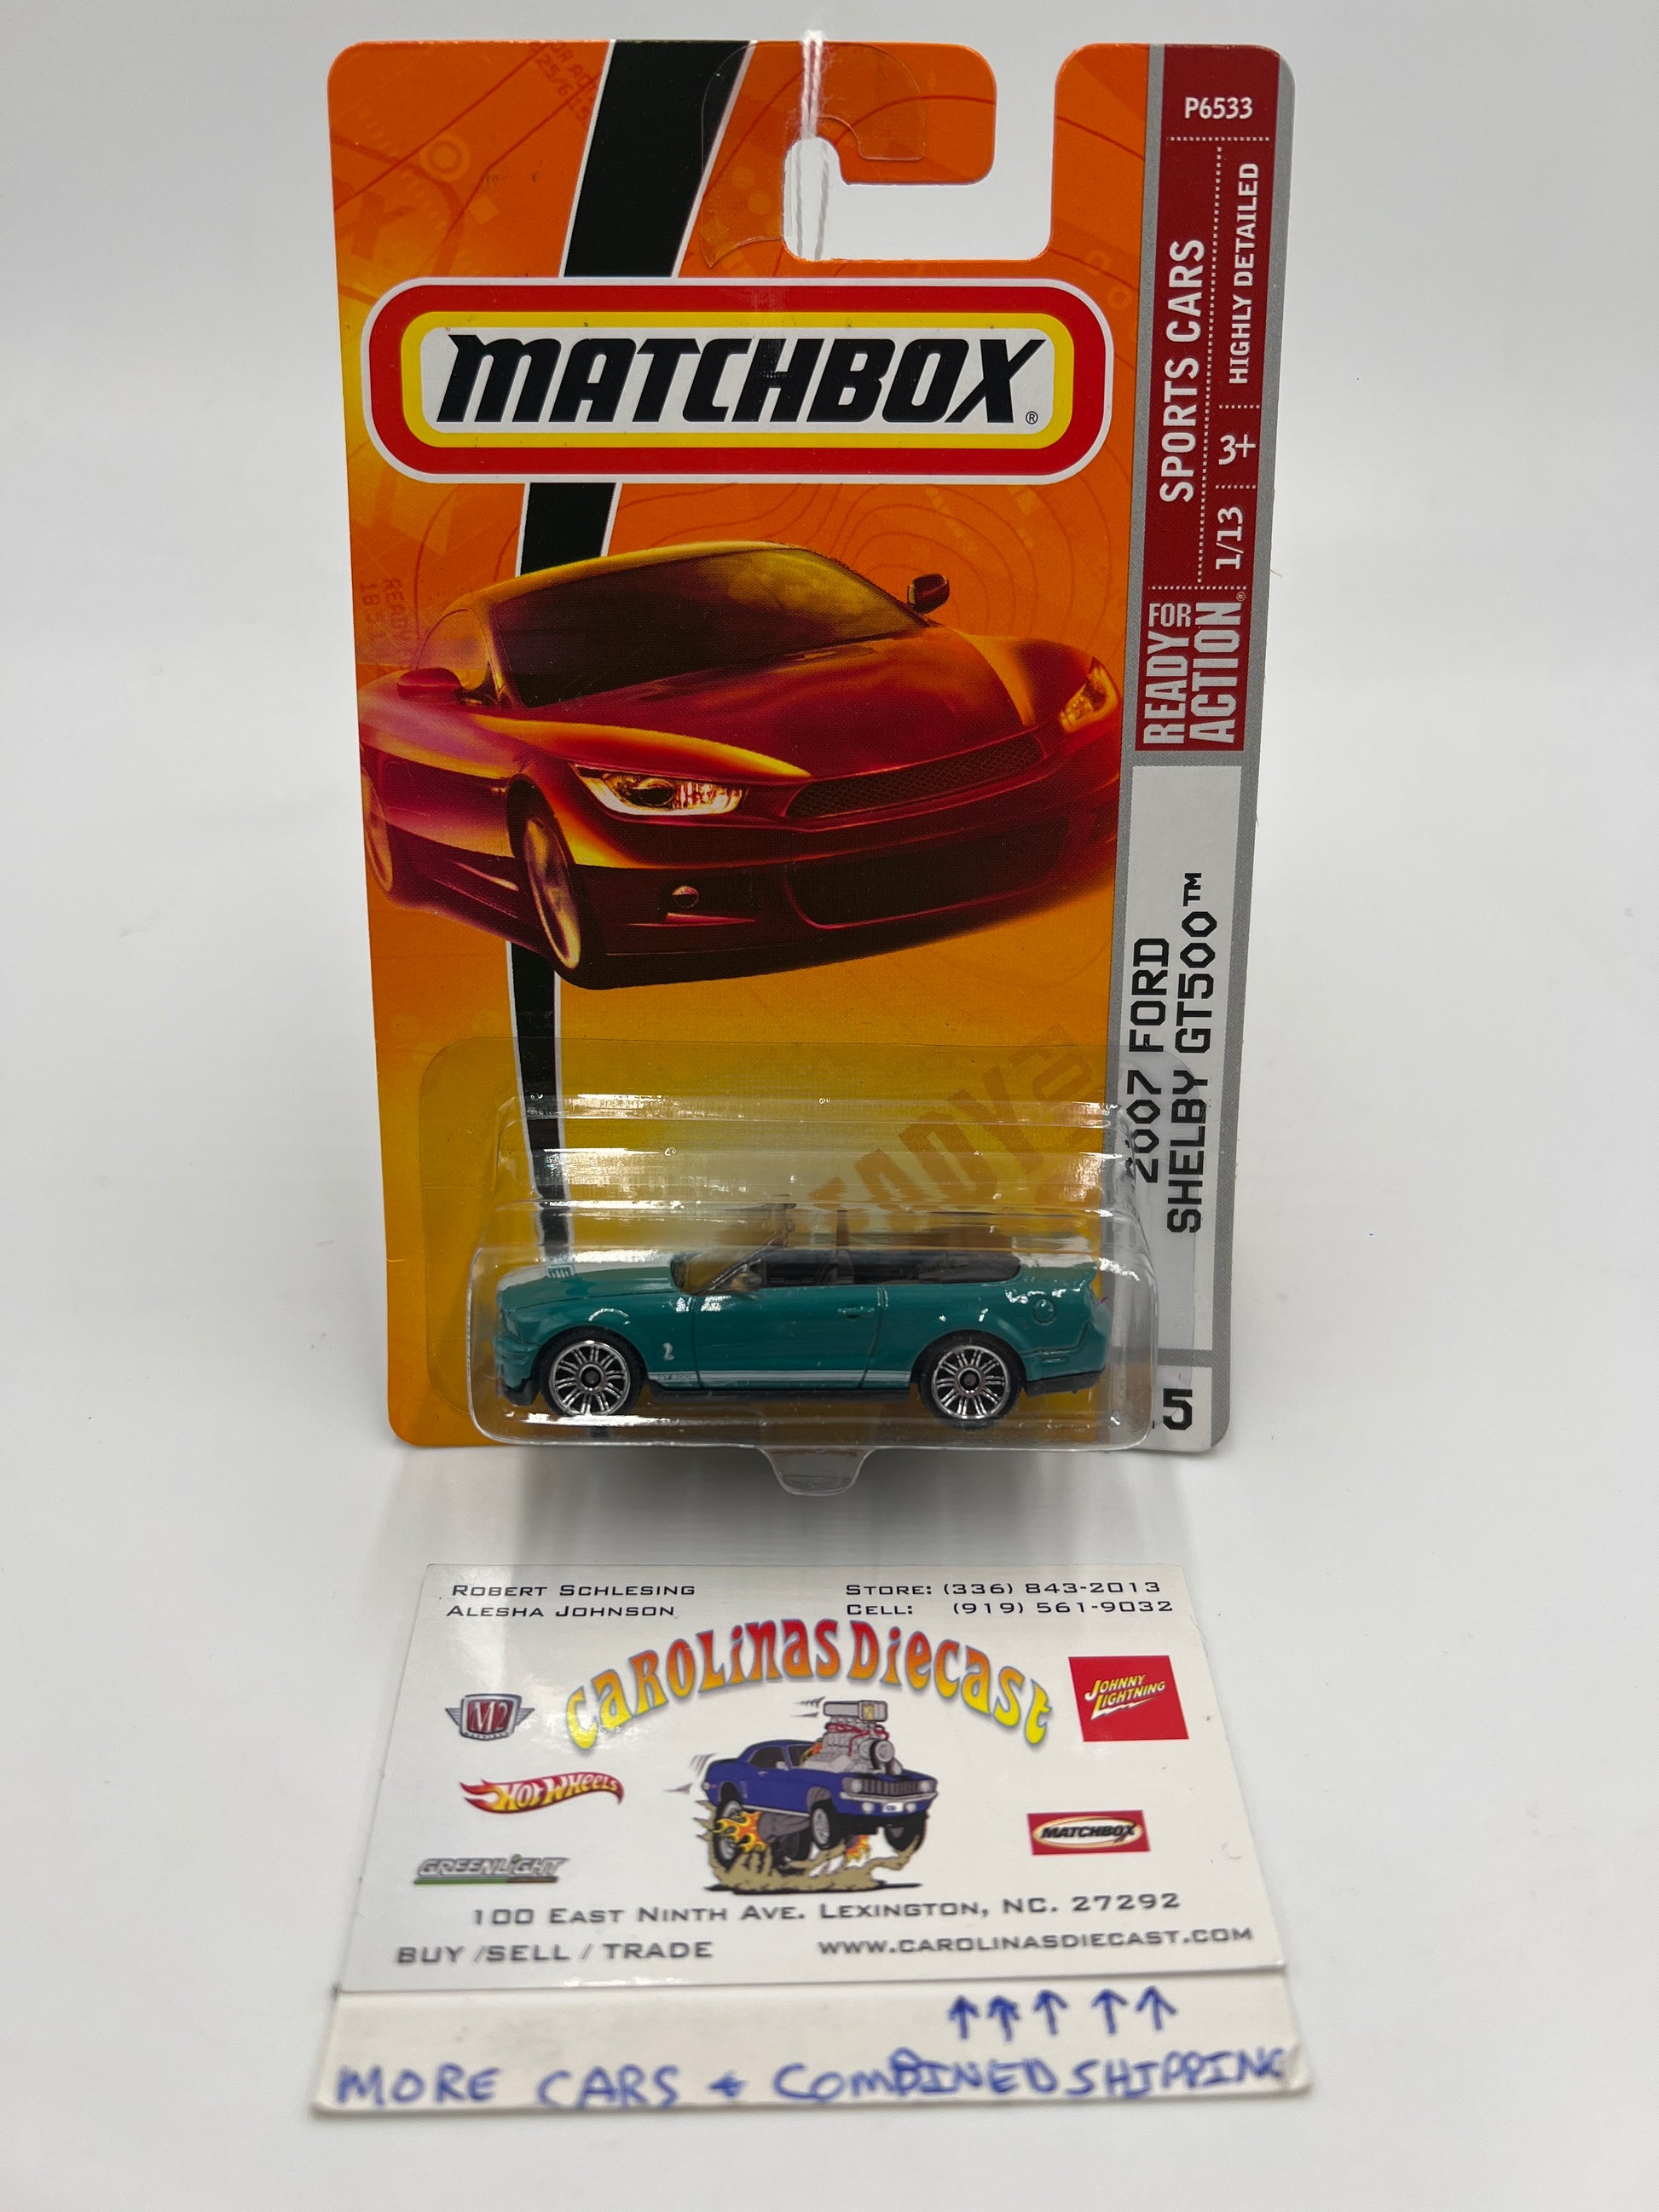 P6533
HIGHLY DETAILED
SPORTS CARS
3+
1/13
READY FOR ACTION®
MATCHBOX®
2007 FORD
SHELBY GT500™
5
ROBERT SCHLESING
ALESHA JOHNSON
STORE: (336) 843-2013
CELL: (919) 561-9032
CAROLINAS DIECAST
M2
JOHNNY
LIGHTNING
HOT WHEELS
MATCHBOX
GREENLIGHT
100 EAST NINTH AVE. LEXINGTON, NC. 27292
BUY /SELL / TRADE
WWW.CAROLINASDIECAST.COM
↑↑↑↑↑
MORE CARS + COMBINED SHIPPING